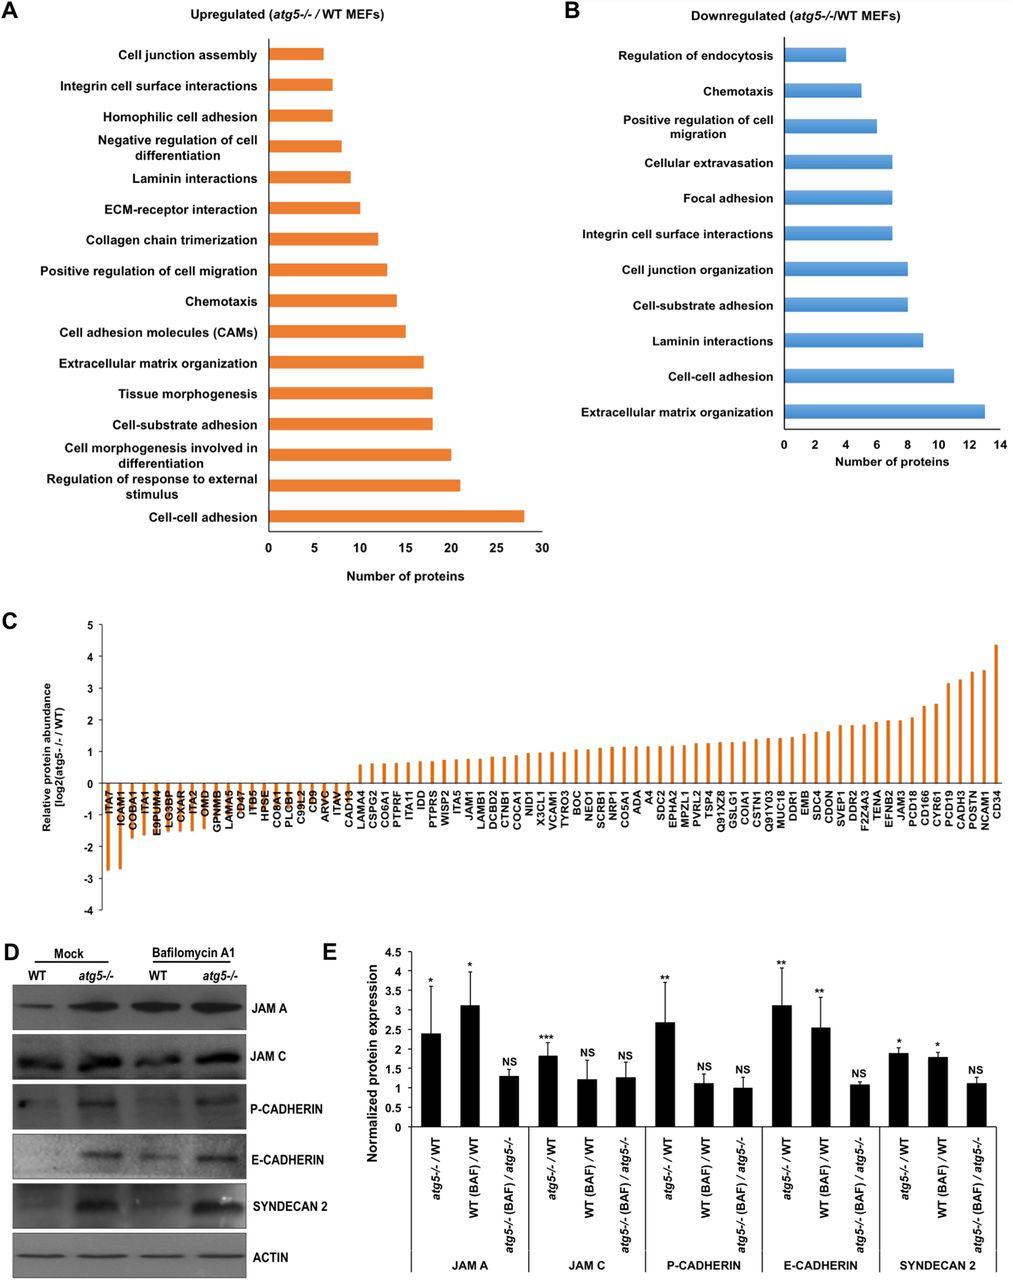 A
Upregulated (atg5-/- / WT MEFs)
Cell junction assembly
Integrin cell surface interactions
Homophilic cell adhesion
Negative regulation of cell
differentiation
Laminin interactions
ECM-receptor interaction
Collagen chain trimerization
Positive regulation of cell migration
Chemotaxis
Cell adhesion molecules (CAMs)
Extracellular matrix organization
Tissue morphogenesis
Cell-substrate adhesion
Cell morphogenesis involved in
differentiation
Regulation of response to external
stimulus
Cell-cell adhesion
0 5 10 15 20 25 30
Number of proteins
B
Downregulated (atg5-/-/WT MEFs)
Regulation of endocytosis
Chemotaxis
Positive regulation of cell
migration
Cellular extravasation
Focal adhesion
Integrin cell surface interactions
Cell junction organization
Cell-substrate adhesion
Laminin interactions
Cell-cell adhesion
Extracellular matrix organization
0 2 4 6 8 10 12 14
Number of proteins
C
Relative protein abundance
[log2(atg5- /- / WT)
5
4
3
2
1
0
-1
-2
-3
-4
ITA7
ICAM1
COBA1
ITA1
E9PUM4
LG3BP
CXAR
ITA2
OMD
GPNMB
LAMA5
CD47
ITB5
HPSE
CO8A1
PLCB1
C99L2
CD9
ARVC
ITAV
CAD13
LAMA4
CSPG2
CO6A1
PTPRF
ITA11
IDD
PTPRS
WISP2
ITA5
JAM1
LAMB1
DCBD2
CTNB1
COCA1
NID1
X3CL1
VCAM1
TYRO3
BOC
NEO1
SCRB1
NRP1
CO5A1
ADA
A4
SDC2
EPHA2
MPZL1
PVRL2
TSP4
Q91XZ8
GSLG1
COIA1
CSTN1
Q91Y03
MUC18
DDR1
EMB
SDC4
CDON
SVEP1
DDR2
F2Z4A3
TENA
EFNB2
JAM3
PCD18
CD166
CYR61
PCD19
CADH3
POSTN
NCAM1
CD34
D
Mock Bafilomycin A1
WT atg5-/- WT atg5-/-
JAM A
JAM C
P-CADHERIN
E-CADHERIN
SYNDECAN 2
ACTIN
E
Normalized protein expression
4.5
4
3.5
3
2.5
2
1.5
1
0.5
0
* * NS *** NS NS ** NS NS ** ** NS * * NS
atg5-/- / WT
WT (BAF) / WT
atg5-/- (BAF) / atg5-/-
atg5-/- / WT
WT (BAF) / WT
atg5-/- (BAF) / atg5-/-
atg5-/- / WT
WT (BAF) / WT
atg5-/- (BAF) / atg5-/-
atg5-/- / WT
WT (BAF) / WT
atg5-/- (BAF) / atg5-/-
atg5-/- / WT
WT (BAF) / WT
atg5-/- (BAF) / atg5-/-
JAM A JAM C P-CADHERIN E-CADHERIN SYNDECAN 2